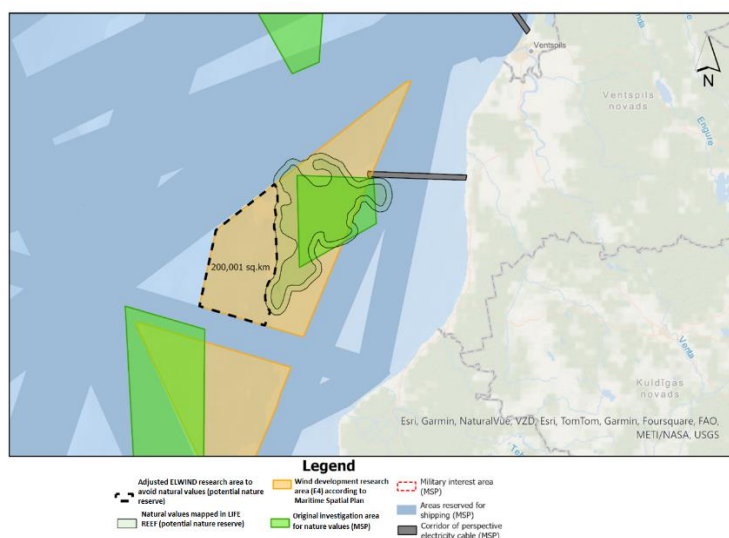 Ventspils
N
Ventspils
novads
Engure
200,001 sq.km
Venta
Kuldīgas
novads
Esri, Garmin, NaturalVue, VZD, Esri, TomTom, Garmin, Foursquare, FAO,
METI/NASA, USGS
Legend
Adjusted ELWIND research area to
avoid natural values (potential nature
reserve)
Natural values mapped in LIFE
REEF (potential nature reserve)
Wind development research
area (E4) according to
Maritime Spatial Plan
Original investigation area
for nature values (MSP)
Military interest area
(MSP)
Areas reserved for
shipping (MSP)
Corridor of perspective
electricity cable (MSP)